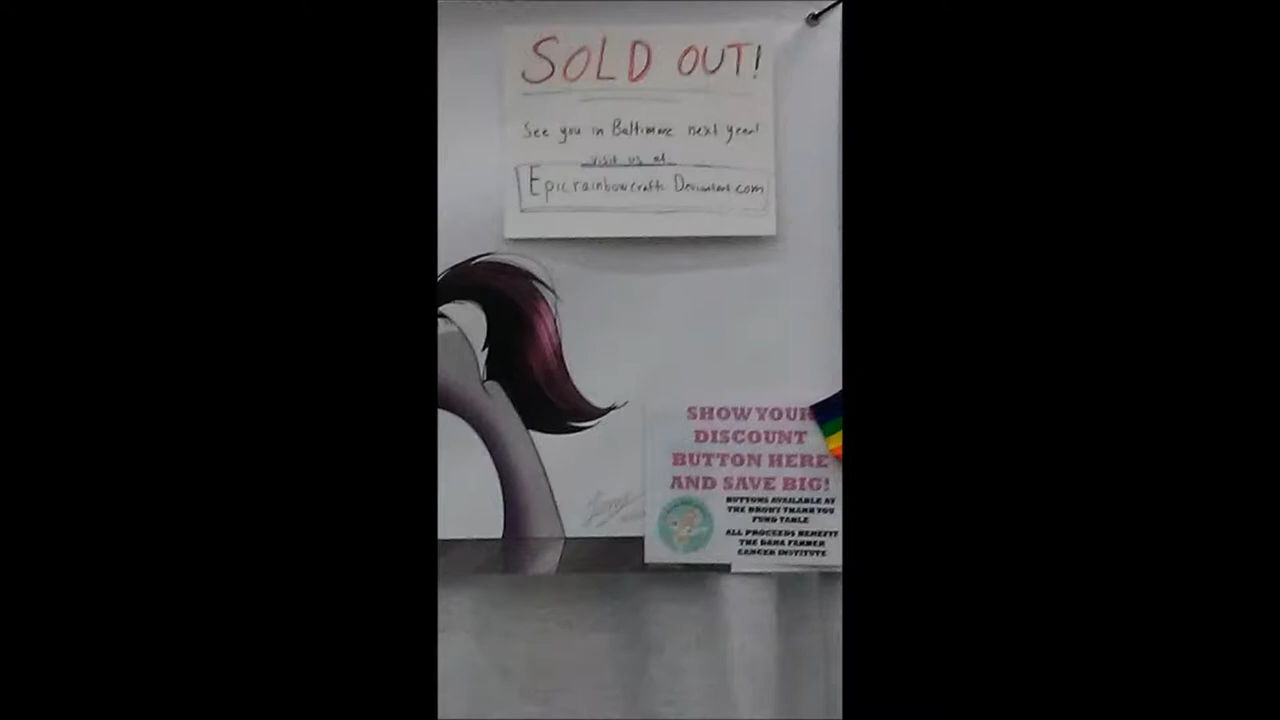 SOLD OUT!
See you in Baltimore next year!
visit us at
Epicrainbowcrafts.Deviantart.com
SHOW YOUR
DISCOUNT
BUTTON HERE
AND SAVE BIG!
BUTTONS AVAILABLE AT
THE BRONY THANK YOU
FUND TABLE
ALL PROCEEDS BENEFIT
THE DANA FARBER
CANCER INSTITUTE